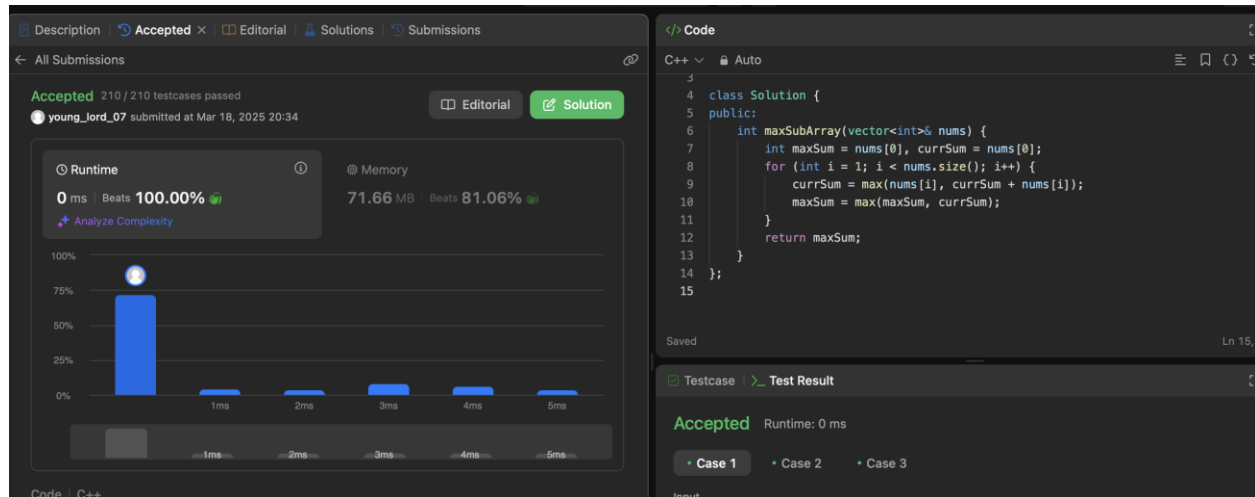 Description | Accepted × | Editorial | Solutions | Submissions
← All Submissions
Accepted 210 / 210 testcases passed
young_lord_07 submitted at Mar 18, 2025 20:34
Editorial
Solution
Runtime
0 ms | Beats 100.00%
Analyze Complexity
Memory
71.66 MB | Beats 81.06%
100%
75%
50%
25%
0%
1ms 2ms 3ms 4ms 5ms
1ms 2ms 3ms 4ms 5ms
Code | C++
</> Code
C++ Auto
3
4 class Solution {
5 public:
6     int maxSubArray(vector<int>& nums) {
7         int maxSum = nums[0], currSum = nums[0];
8         for (int i = 1; i < nums.size(); i++) {
9             currSum = max(nums[i], currSum + nums[i]);
10             maxSum = max(maxSum, currSum);
11         }
12         return maxSum;
13     }
14 };
15
Saved
Ln 15,
Testcase | >_ Test Result
Accepted Runtime: 0 ms
• Case 1 • Case 2 • Case 3
Input